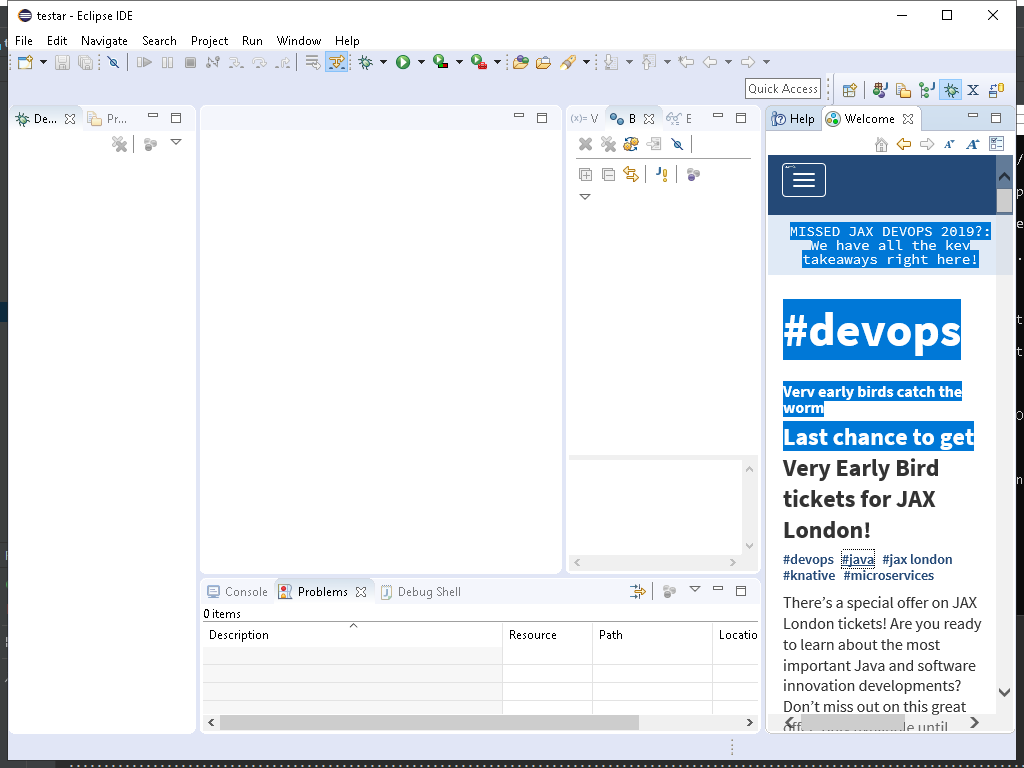 testar - Eclipse IDE
File Edit Navigate Search Project Run Window Help
Quick Access
De... Pr...
(x)= V B E
Help Welcome
MISSED JAX DEVOPS 2019?:
We have all the key
takeaways right here!
#devops
Very early birds catch the
worm
Last chance to get
Very Early Bird
tickets for JAX
London!
#devops #java #jax london
#knative #microservices
There’s a special offer on JAX
London tickets! Are you ready
to learn about the most
important Java and software
innovation developments?
Don’t miss out on this great
until
Console Problems Debug Shell
0 items
Description Resource Path Locatio